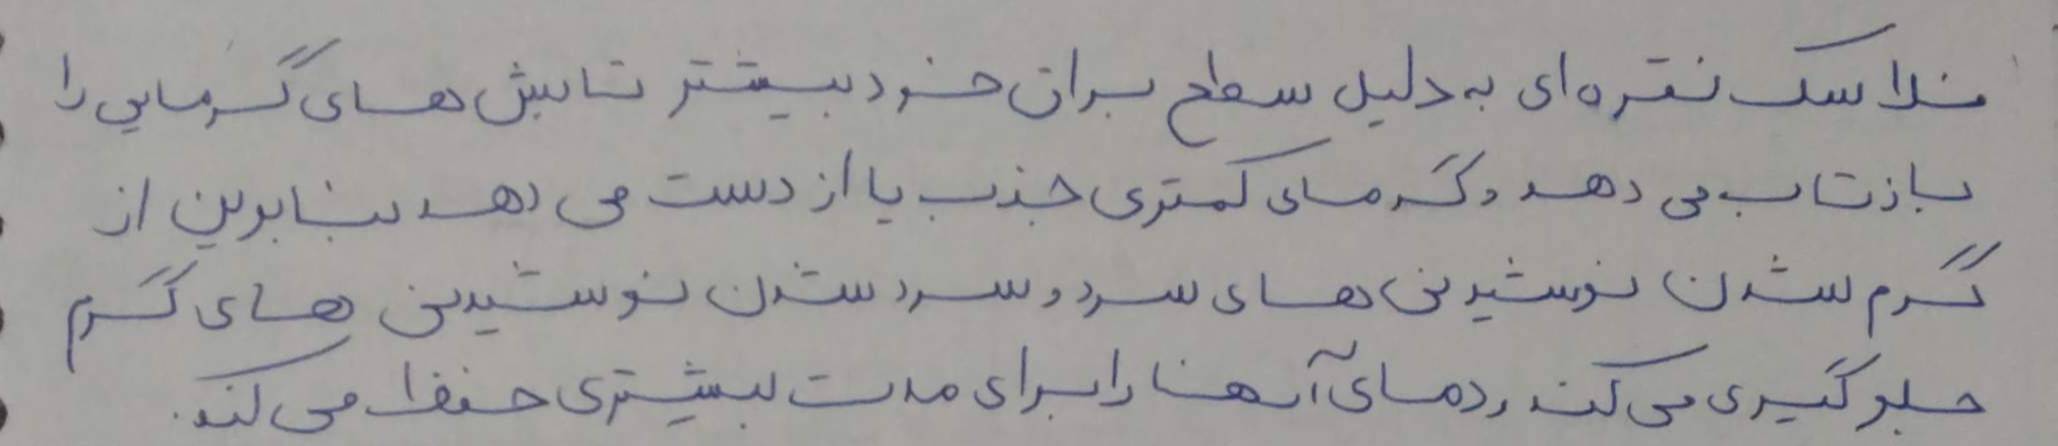 فلاسک نقره‌ای به دلیل سطح براق خود بیشتر تابش های گرمایی را
بازتاب می دهد و گرمای کمتری جذب یا از دست می دهد بنابرین از
گرم شدن نوشیدنی های سرد و سرد شدن نوشیدنی های گرم
جلوگیری می کند و دمای آنها را برای مدت بیشتری حفظ می کند.